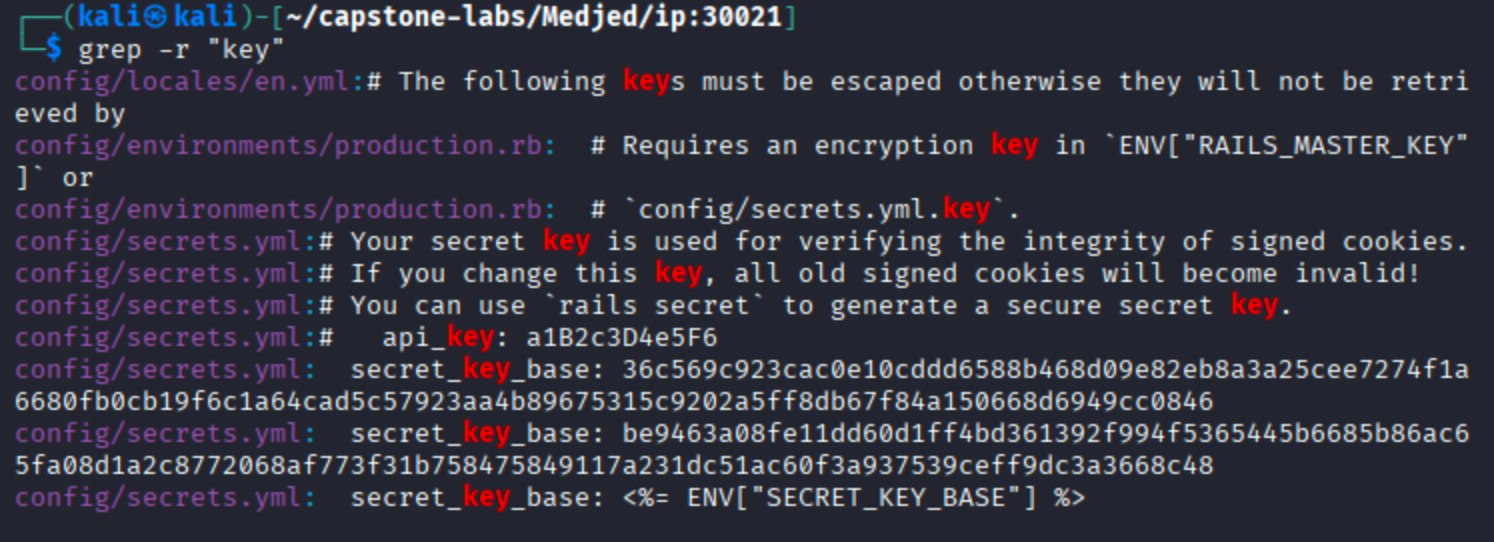 ┌──(kali㉿kali)-[~/capstone-labs/Medjed/ip:30021]
└─$ grep -r "key"
config/locales/en.yml:# The following keys must be escaped otherwise they will not be retri
eved by
config/environments/production.rb:  # Requires an encryption key in `ENV["RAILS_MASTER_KEY"
]` or
config/environments/production.rb:  # `config/secrets.yml.key`.
config/secrets.yml:# Your secret key is used for verifying the integrity of signed cookies.
config/secrets.yml:# If you change this key, all old signed cookies will become invalid!
config/secrets.yml:# You can use `rails secret` to generate a secure secret key.
config/secrets.yml:#   api_key: a1B2c3D4e5F6
config/secrets.yml:  secret_key_base: 36c569c923cac0e10cddd6588b468d09e82eb8a3a25cee7274f1a
6680fb0cb19f6c1a64cad5c57923aa4b89675315c9202a5ff8db67f84a150668d6949cc0846
config/secrets.yml:  secret_key_base: be9463a08fe11dd60d1ff4bd361392f994f5365445b6685b86ac6
5fa08d1a2c8772068af773f31b758475849117a231dc51ac60f3a937539ceff9dc3a3668c48
config/secrets.yml:  secret_key_base: <%= ENV["SECRET_KEY_BASE"] %>